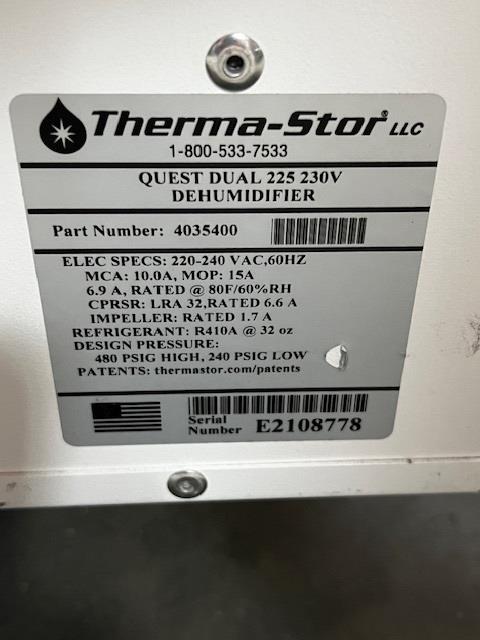 Therma-Stor® LLC
1-800-533-7533
QUEST DUAL 225 230V
DEHUMIDIFIER
Part Number: 4035400
ELEC SPECS: 220-240 VAC,60HZ
MCA: 10.0A, MOP: 15A
6.9 A, RATED @ 80F/60%RH
CPRSR: LRA 32,RATED 6.6 A
IMPELLER: RATED 1.7 A
REFRIGERANT: R410A @ 32 oz
DESIGN PRESSURE:
480 PSIG HIGH, 240 PSIG LOW
PATENTS: thermastor.com/patents
Serial
Number E2108778